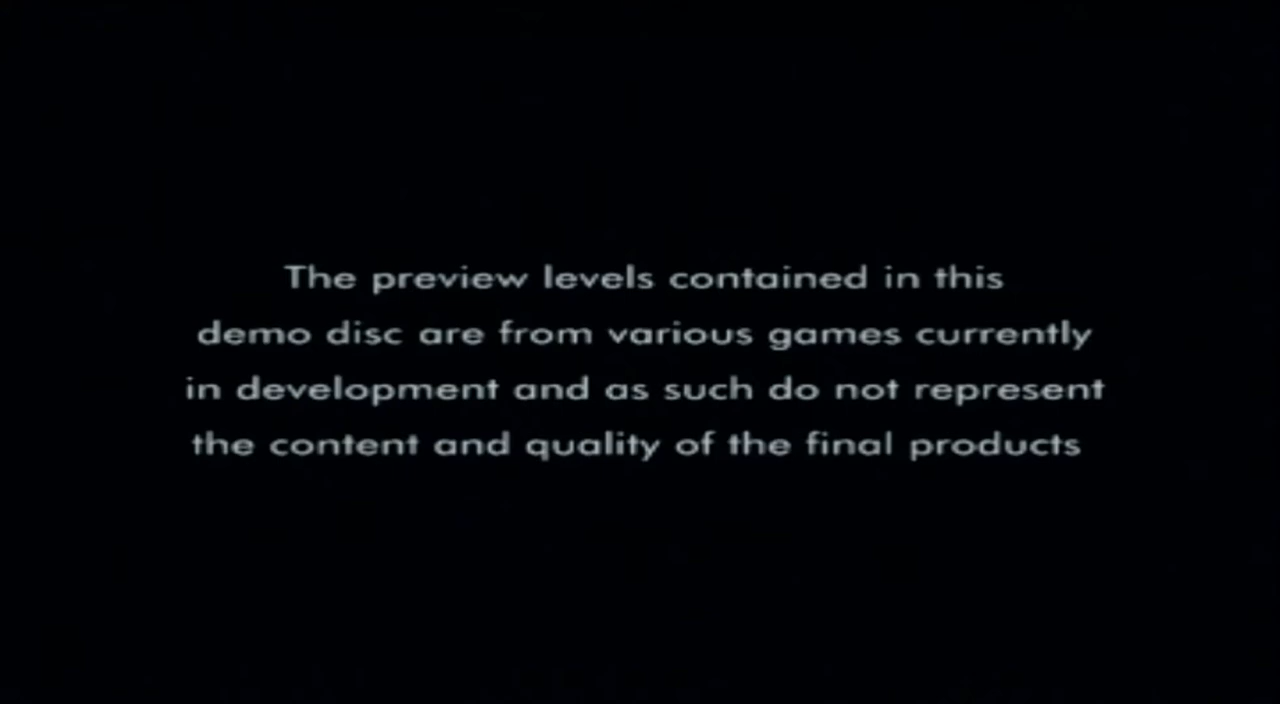 The preview levels contained in this
demo disc are from various games currently
in development and as such do not represent
the content and quality of the final products